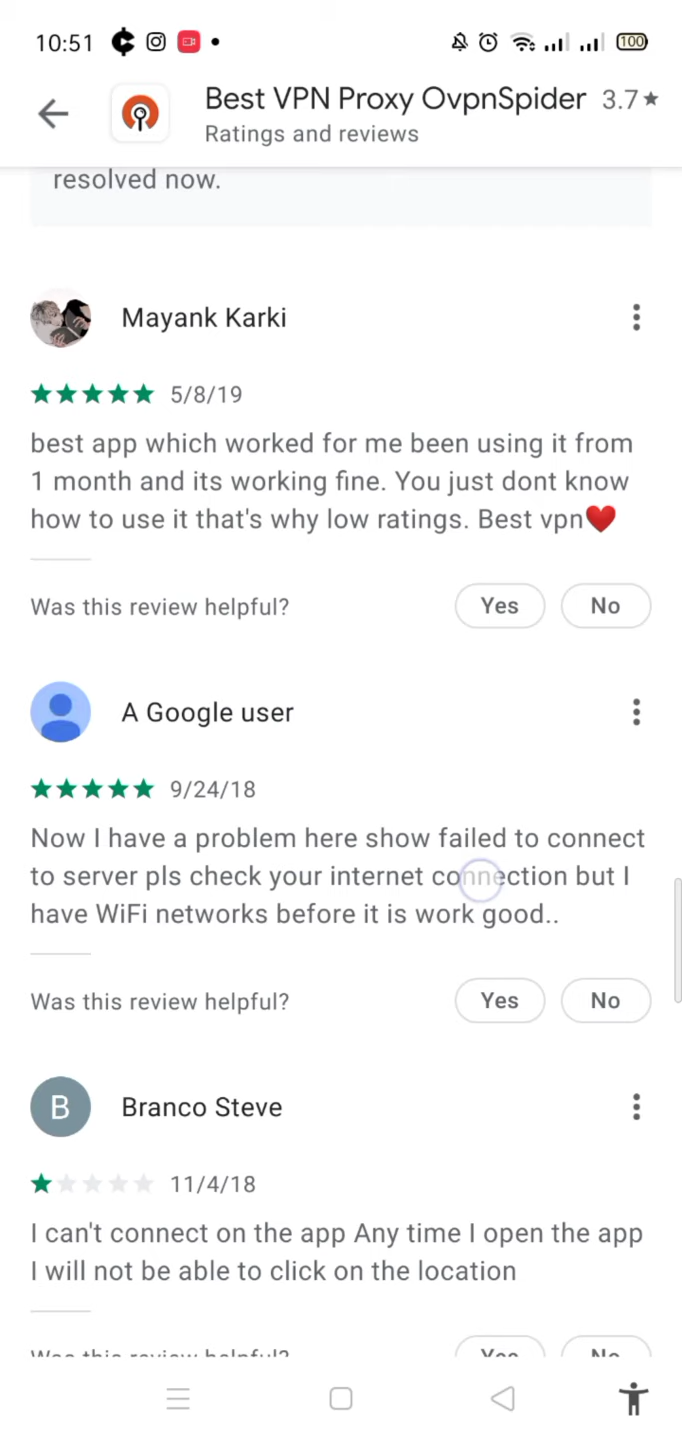 10:51
100
Best VPN Proxy OvpnSpider 3.7★
Ratings and reviews
resolved now.
Mayank Karki
5/8/19
best app which worked for me been using it from
1 month and its working fine. You just dont know
how to use it that's why low ratings. Best vpn❤️
Was this review helpful? Yes No
A Google user
9/24/18
Now I have a problem here show failed to connect
to server pls check your internet connection but I
have WiFi networks before it is work good..
Was this review helpful? Yes No
B Branco Steve
11/4/18
I can't connect on the app Any time I open the app
I will not be able to click on the location
Was this review helpful? Yes No